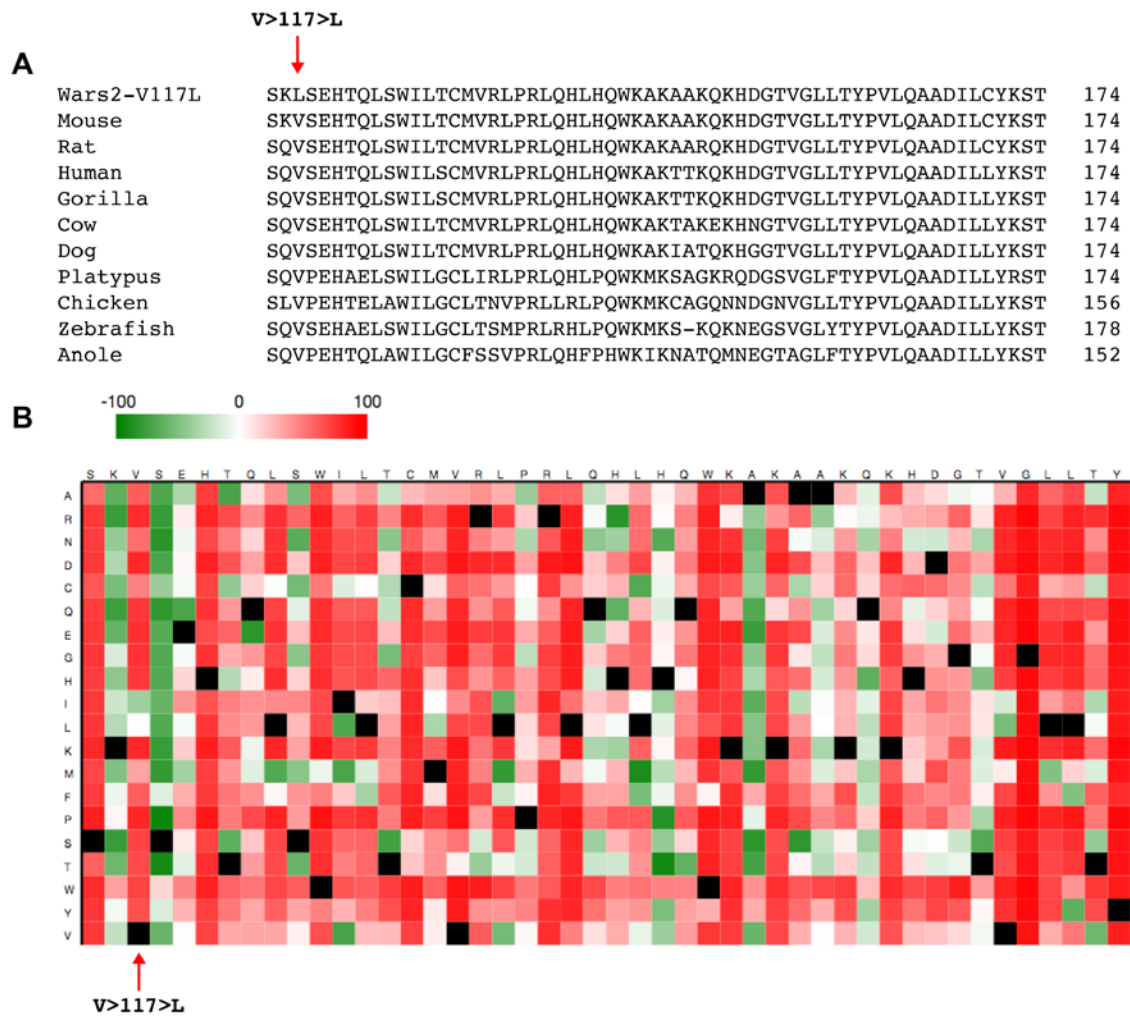 V>117>L
A
Wars2-V117L SKLSEHTQLSWILTCMVRLPRLQHLHQWKAKAAKQKHDGTVGLLTYPVLQAADILCYKST 174
Mouse SKVSEHTQLSWILTCMVRLPRLQHLHQWKAKAAKQKHDGTVGLLTYPVLQAADILCYKST 174
Rat SQVSEHTQLSWILTCMVRLPRLQHLHQWKAKAARQKHDGTVGLLTYPVLQAADILCYKST 174
Human SQVSEHTQLSWILSCMVRLPRLQHLHQWKAKTTKQKHDGTVGLLTYPVLQAADILLYKST 174
Gorilla SQVSEHTQLSWILSCMVRLPRLQHLHQWKAKTTKQKHDGTVGLLTYPVLQAADILLYKST 174
Cow SQVSEHTQLSWILTCMVRLPRLQHLHQWKAKTAKEKHNGTVGLLTYPVLQAADILLYKST 174
Dog SQVSEHTQLSWILTCMVRLPRLQHLHQWKAKIATQKHGGTVGLLTYPVLQAADILLYKST 174
Platypus SQVPEHAELSWILGCLIRLPRLQHLPQWKMKSAGKRQDGSVGLFTYPVLQAADILLYRST 174
Chicken SLVPEHTELAWILGCLTNVPRLLRLPQWKMKCAGQNNDGNVGLLTYPVLQAADILLYKST 156
Zebrafish SQVSEHAELSWILGCLTSMPRLRHLPQWKMKS-KQKNEGSVGLYTYPVLQAADILLYKST 178
Anole SQVPEHTQLAWILGCFSSVPRLQHFPHWKIKNATQMNEGTAGLFTYPVLQAADILLYKST 152
B
-100 0 100
S K V S E H T Q L S W I L T C M V R L P R L Q H L H Q W K A K A A K Q K H D G T V G L L T Y
A
R
N
D
C
Q
E
G
H
I
L
K
M
F
P
S
T
W
Y
V
V>117>L